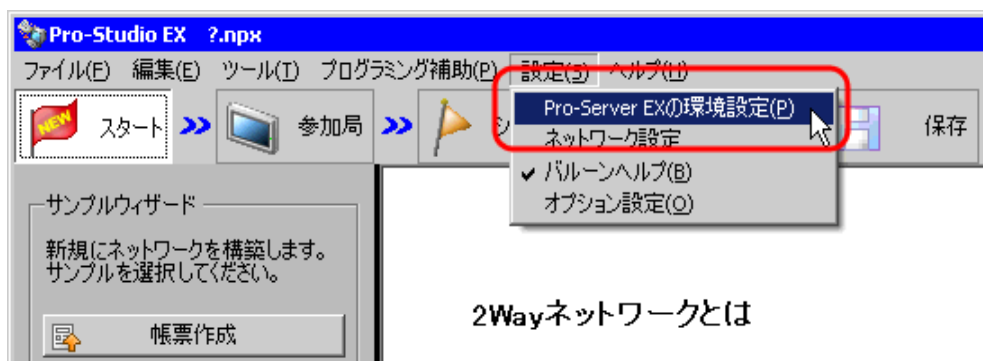 Pro-Studio EX ?.npx
ファイル(F) 編集(E) ツール(T) プログラミング補助(P) 設定(S) ヘルプ(H)
NEW スタート 参加局 保存
Pro-Server EXの環境設定(P)
ネットワーク設定
バルーンヘルプ(B)
オプション設定(O)
サンプルウィザード
新規にネットワークを構築します。
サンプルを選択してください。
帳票作成
2Wayネットワークとは